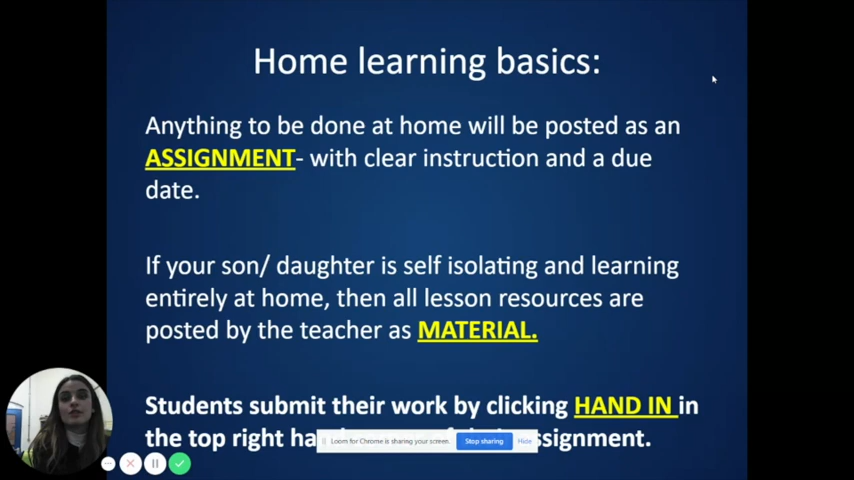 Home learning basics:
Anything to be done at home will be posted as an
ASSIGNMENT- with clear instruction and a due
date.
If your son/ daughter is self isolating and learning
entirely at home, then all lesson resources are
posted by the teacher as MATERIAL.
Students submit their work by clicking HAND IN in
the top right assignment.
Loom for Chrome is sharing your screen.
Stop sharing
Hide